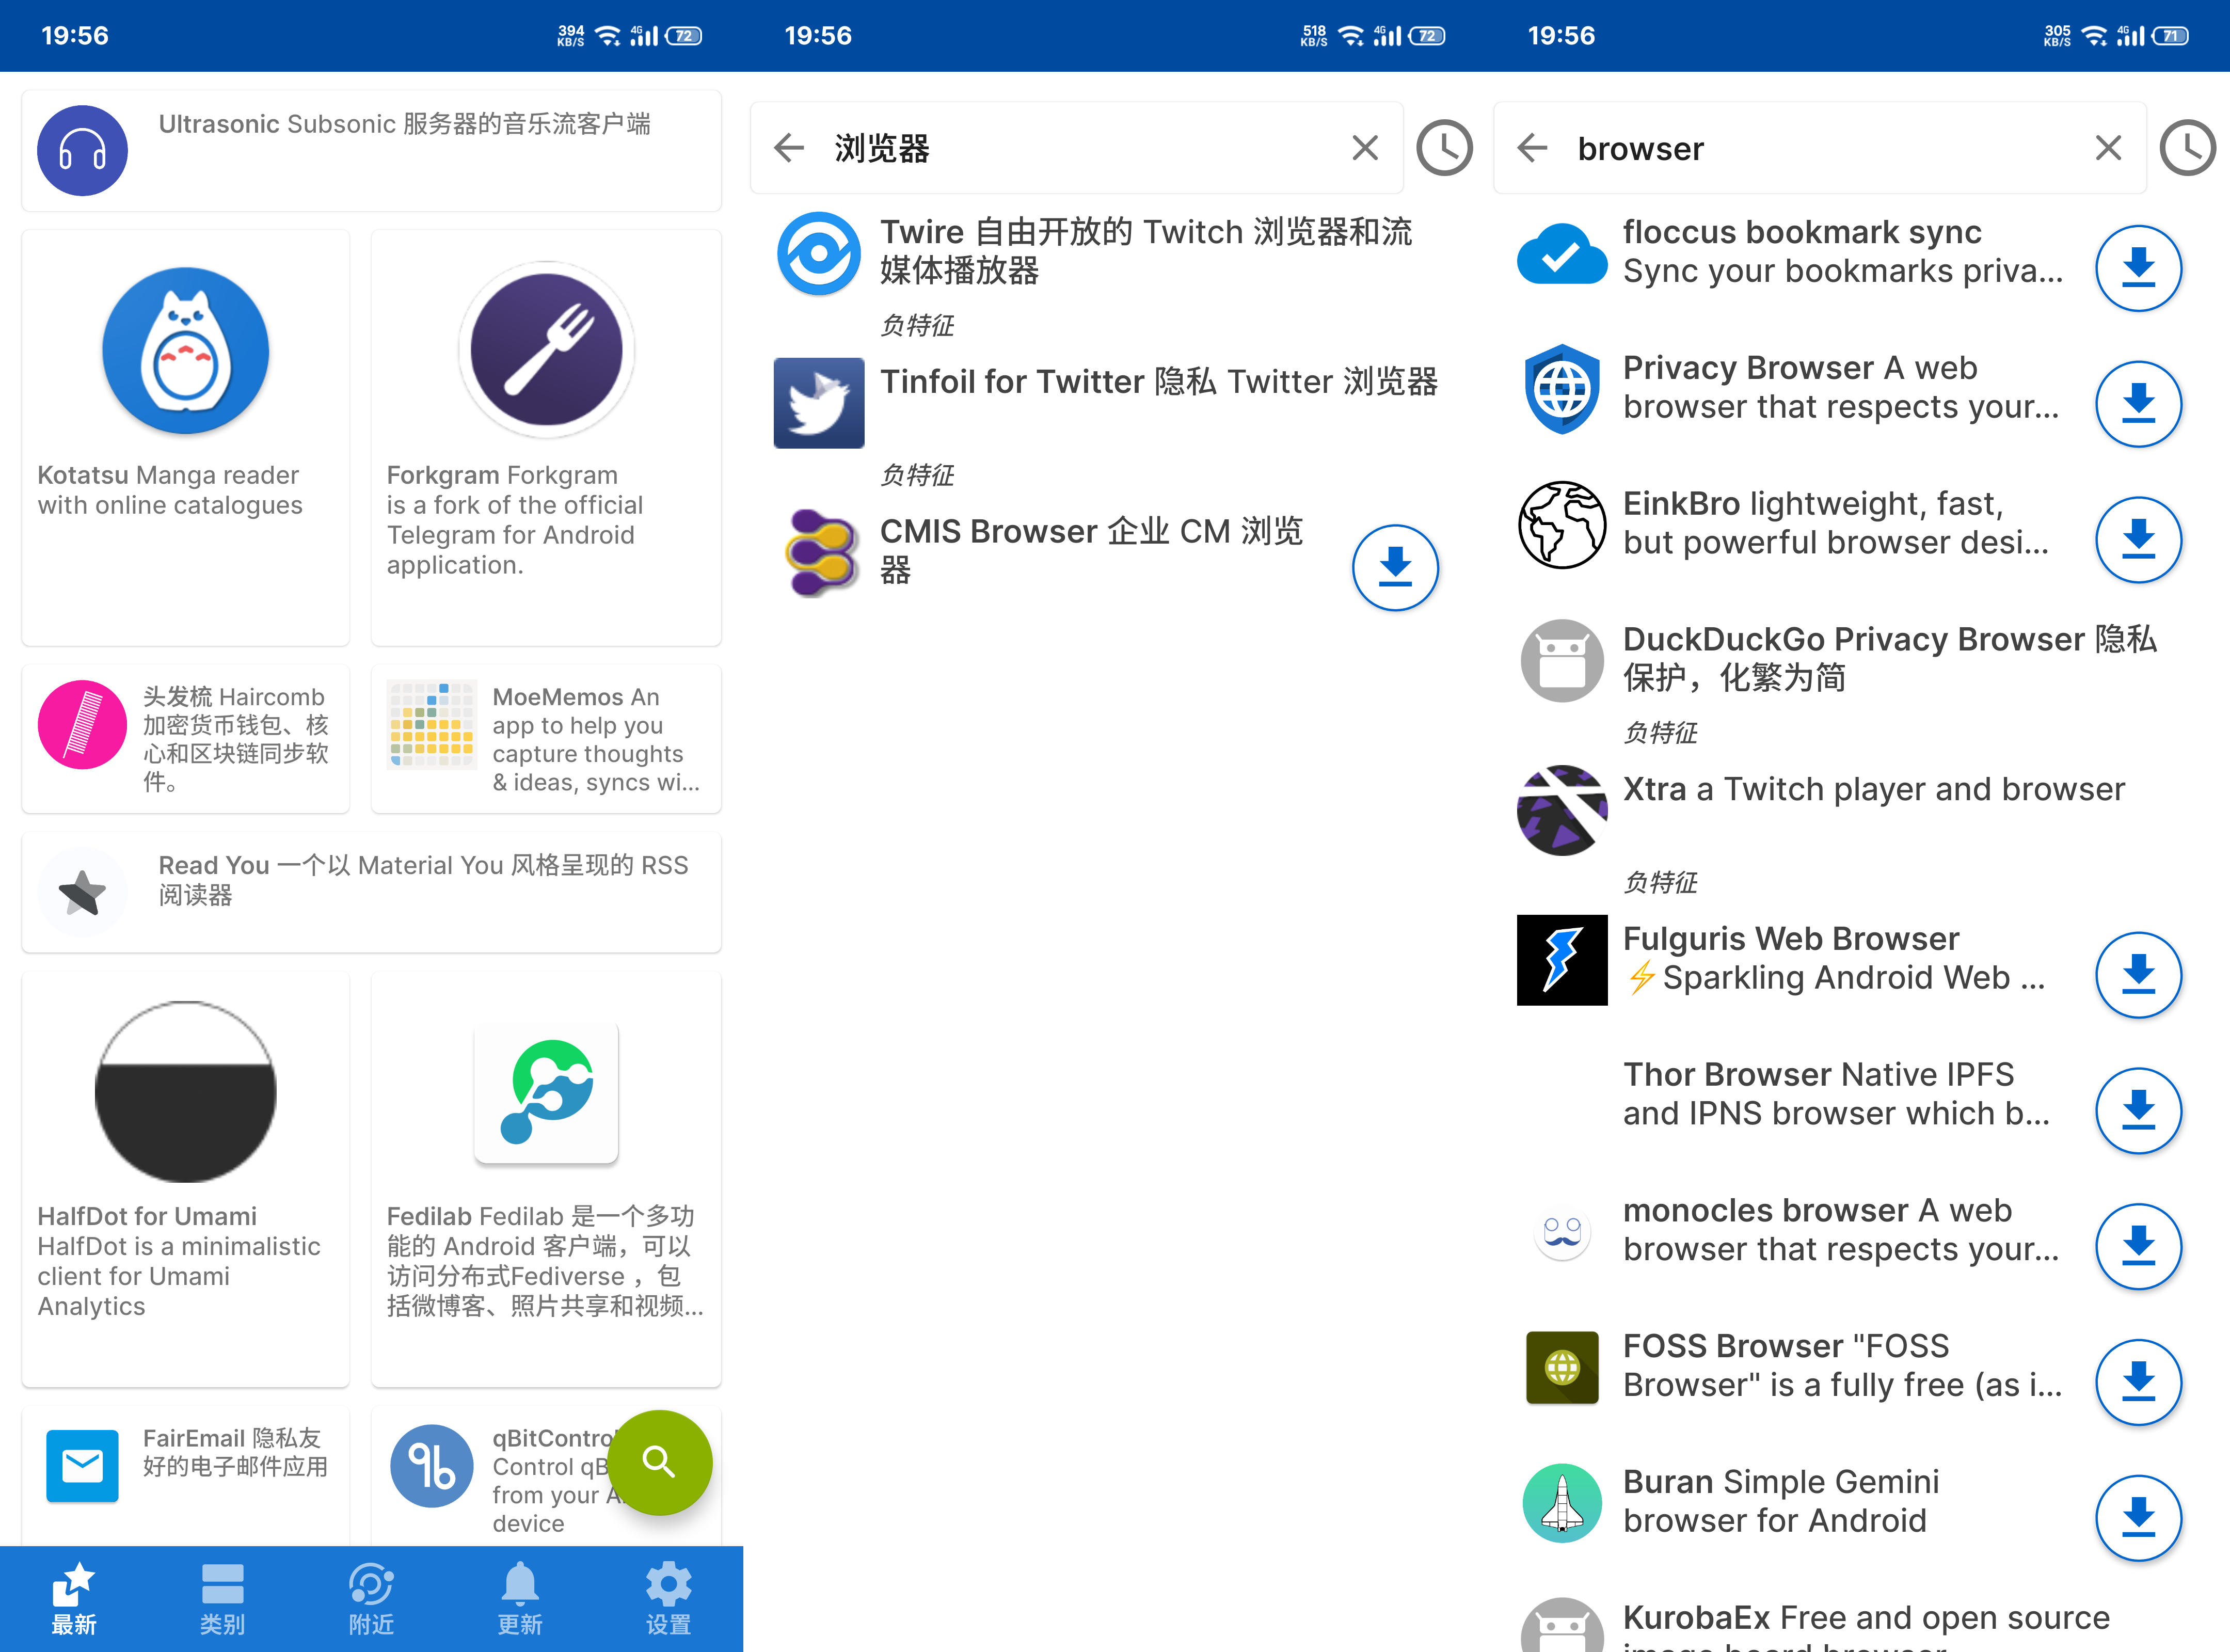 19:56
394
KB/S
4G
72
Ultrasonic Subsonic 服务器的音乐流客户端
Kotatsu Manga reader
with online catalogues
Forkgram Forkgram
is a fork of the official
Telegram for Android
application.
头发梳 Haircomb
加密货币钱包、核
心和区块链同步软
件。
MoeMemos An
app to help you
capture thoughts
& ideas, syncs wi...
Read You 一个以 Material You 风格呈现的 RSS
阅读器
HalfDot for Umami
HalfDot is a minimalistic
client for Umami
Analytics
Fedilab Fedilab 是一个多功
能的 Android 客户端，可以
访问分布式Fediverse ，包
括微博客、照片共享和视频...
FairEmail 隐私友
好的电子邮件应用
qBitContro
Control qB
from your A
device
最新
类别
附近
更新
设置
19:56
518
KB/S
4G
72
浏览器
Twire 自由开放的 Twitch 浏览器和流
媒体播放器
负特征
Tinfoil for Twitter 隐私 Twitter 浏览器
负特征
CMIS Browser 企业 CM 浏览
器
19:56
305
KB/S
4G
71
browser
floccus bookmark sync
Sync your bookmarks priva...
Privacy Browser A web
browser that respects your...
EinkBro lightweight, fast,
but powerful browser desi...
DuckDuckGo Privacy Browser 隐私
保护，化繁为简
负特征
Xtra a Twitch player and browser
负特征
Fulguris Web Browser
⚡Sparkling Android Web ...
Thor Browser Native IPFS
and IPNS browser which b...
monocles browser A web
browser that respects your...
FOSS Browser "FOSS
Browser" is a fully free (as i...
Buran Simple Gemini
browser for Android
KurobaEx Free and open source
image board browser